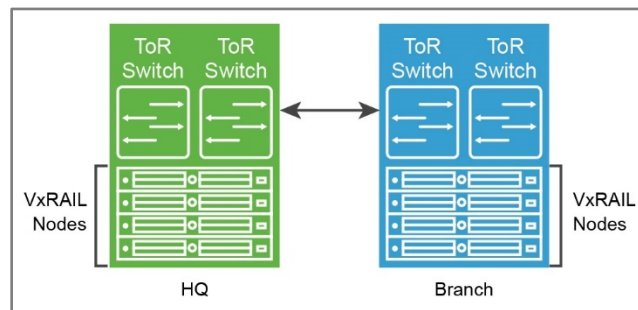 ToR
Switch
ToR
Switch
ToR
Switch
ToR
Switch
VxRAIL
Nodes
VxRAIL
Nodes
HQ
Branch